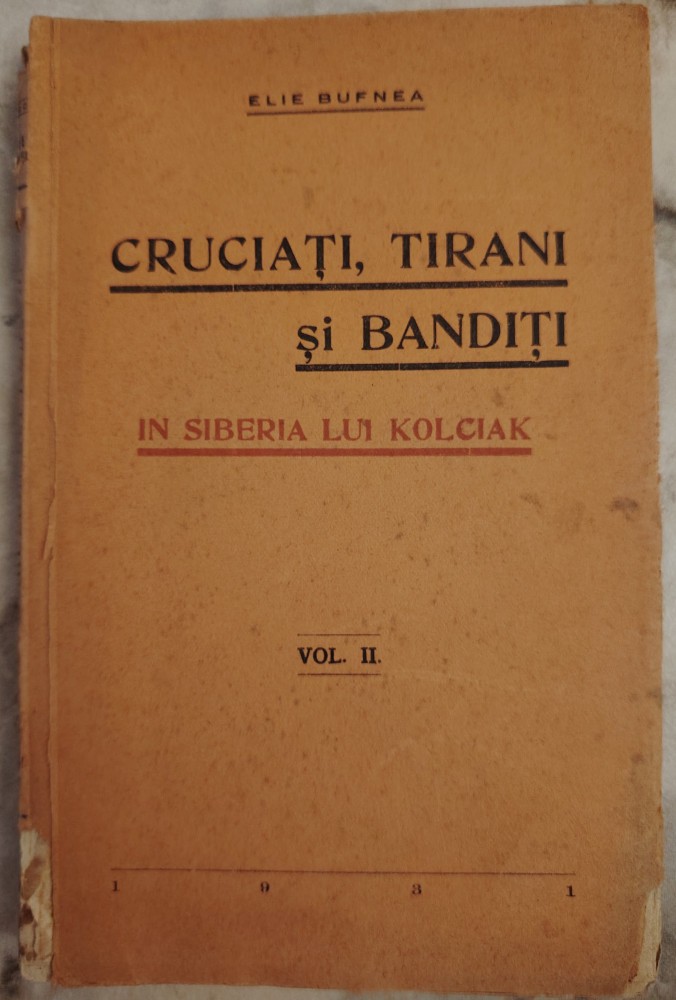 ELIE BUFNEA
CRUCIAȚI, TIRANI
și BANDIȚI
IN SIBERIA LUI KOLCIAK
VOL. II.
1 9 3 1